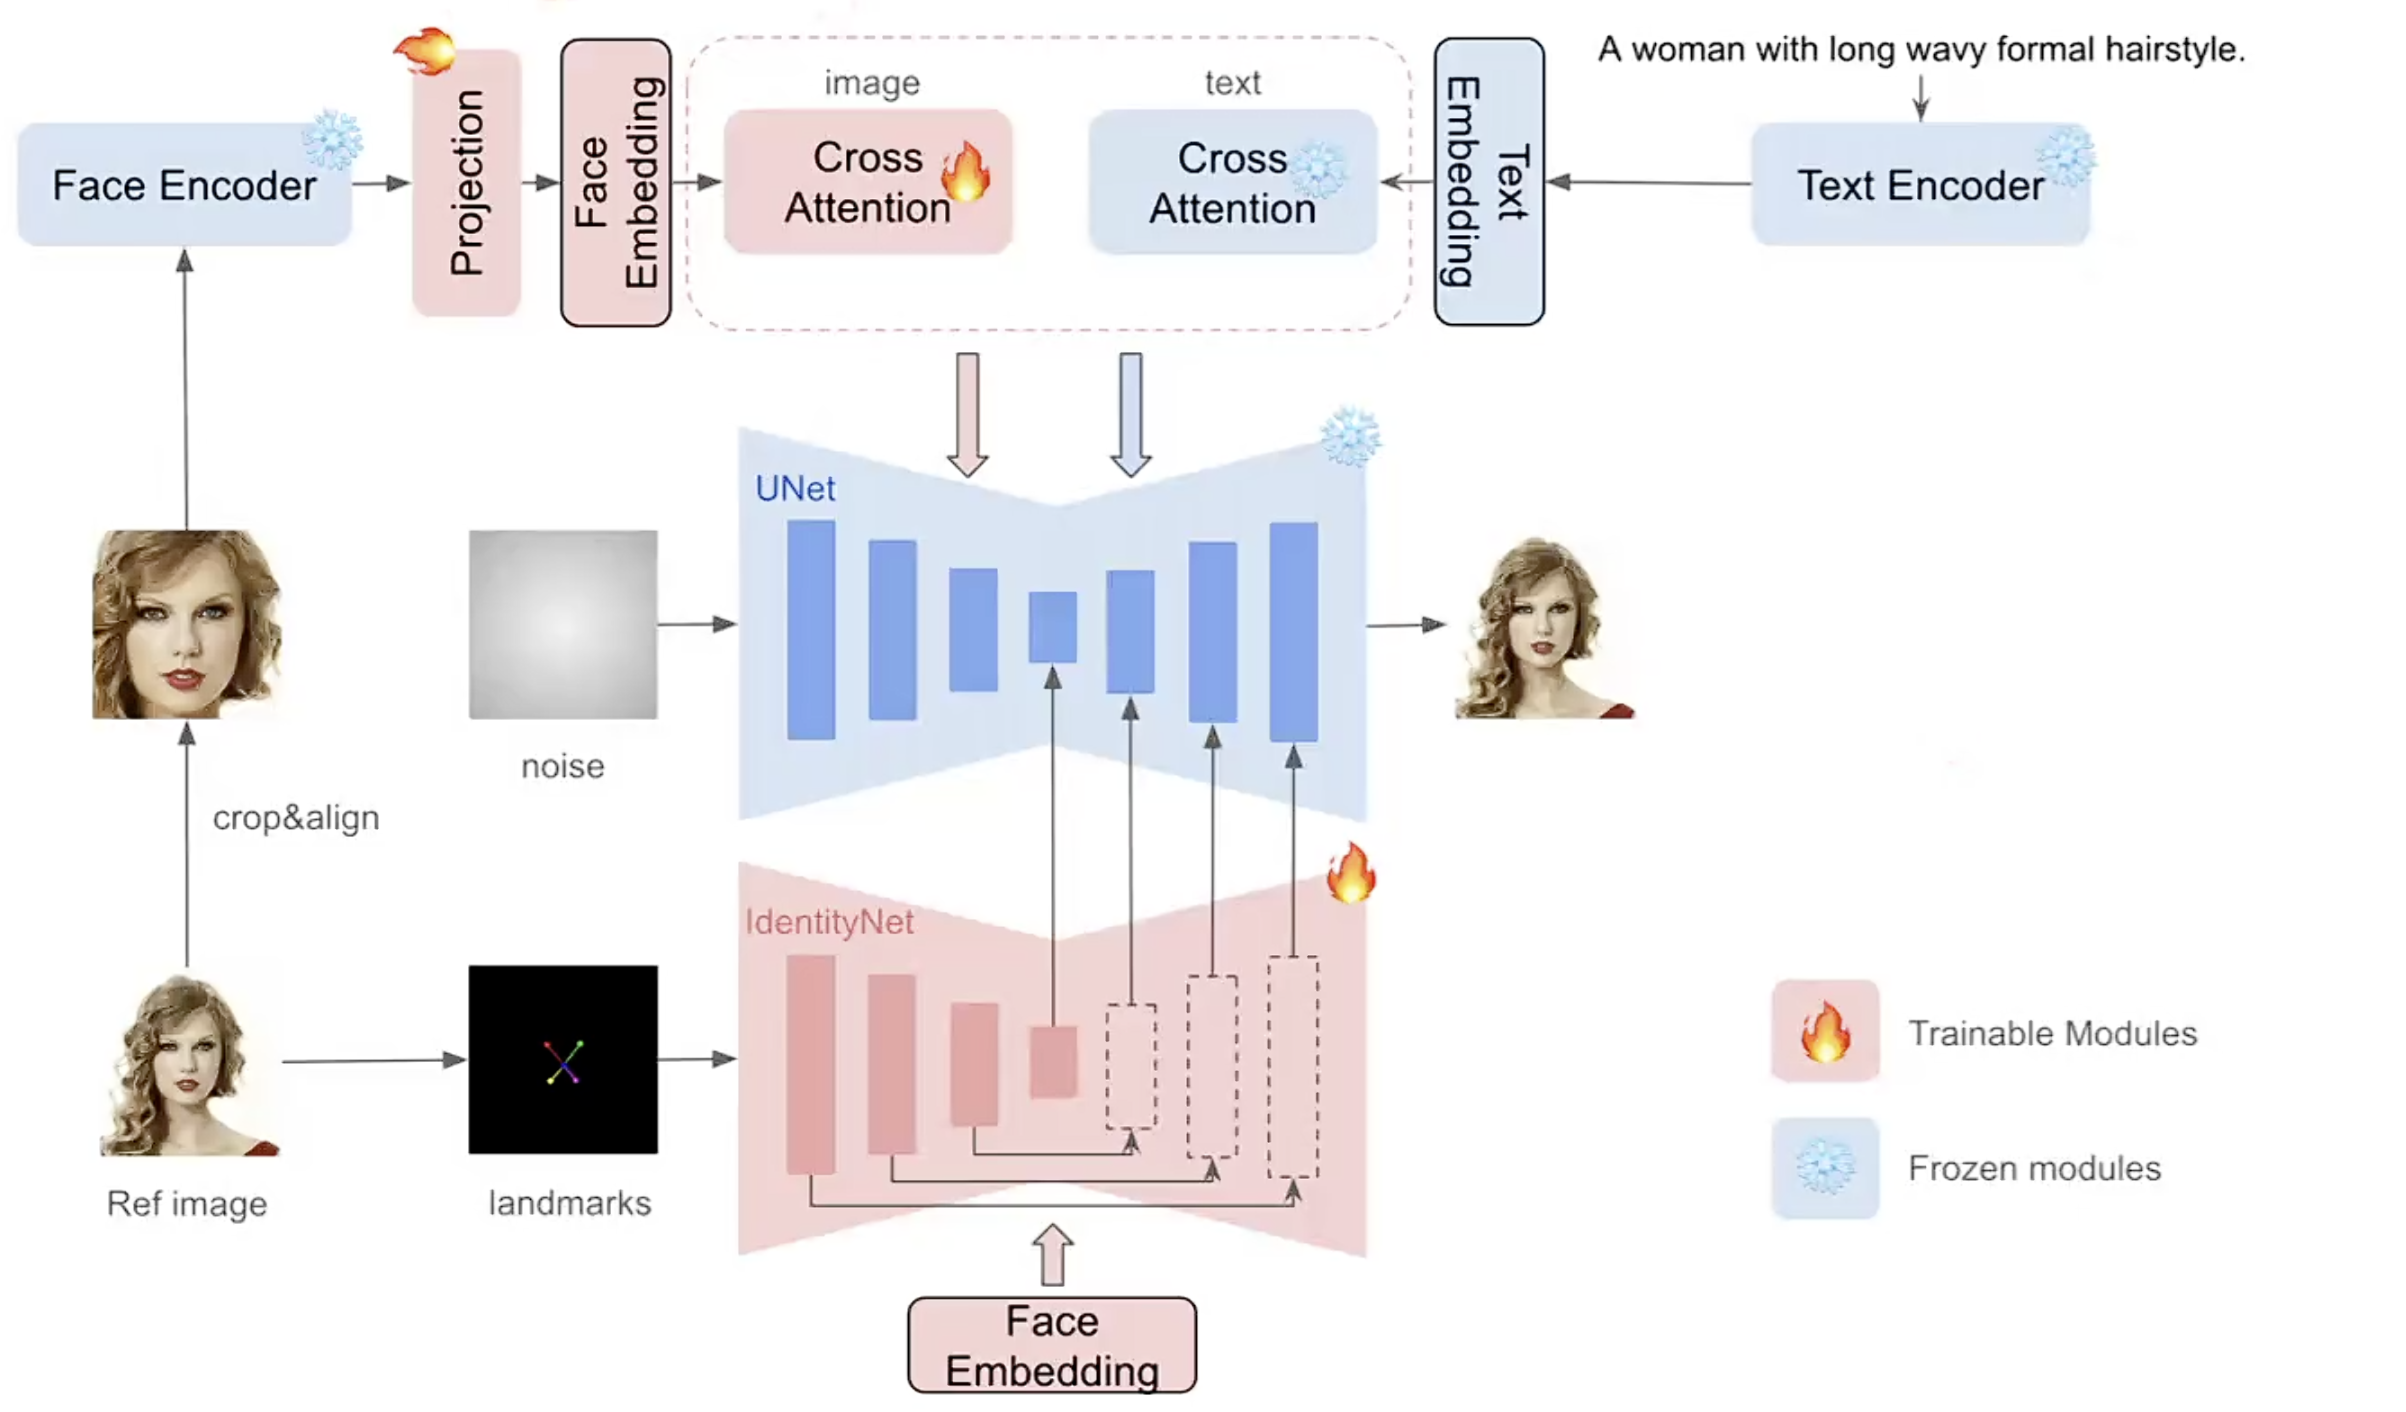 A woman with long wavy formal hairstyle.
Face Encoder
Projection
Face
Embedding
image
Cross
Attention
text
Cross
Attention
Text
Embedding
Text Encoder
UNet
noise
crop&align
IdentityNet
Ref image
landmarks
Face
Embedding
Trainable Modules
Frozen modules